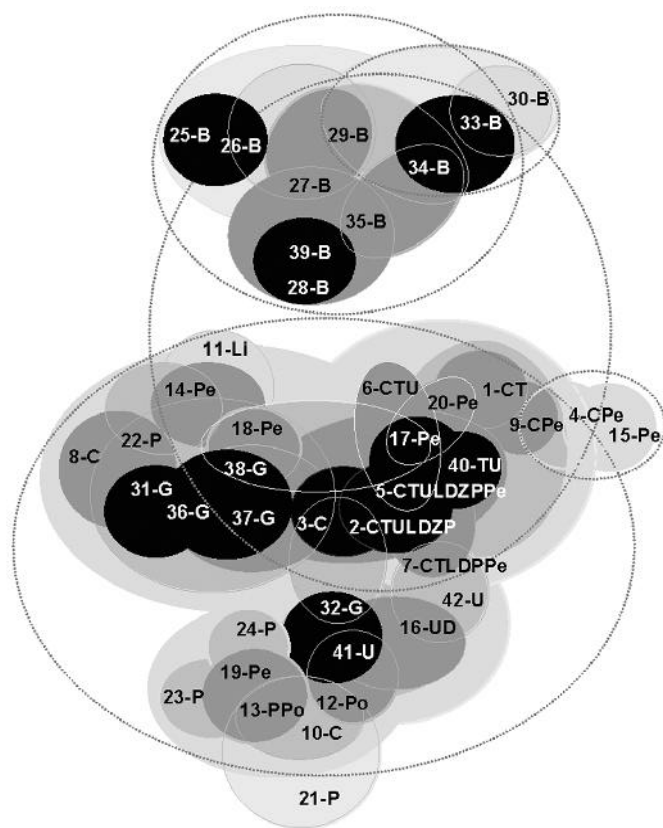 30-B
33-B
25-B
26-B
29-B
34-B
27-B
35-B
39-B
28-B
11-Li
14-Pe
6-CTU
1-CT
20-Pe
4-CPe
9-CPe
22-P
18-Pe
17-Pe
15-Pe
8-C
38-G
40-TU
31-G
5-CTULDZPPe
36-G
37-G
3-C
2-CTULDZP
7-CTLDPPe
42-U
32-G
24-P
16-UD
41-U
19-Pe
23-P
12-Po
13-PPo
10-C
21-P